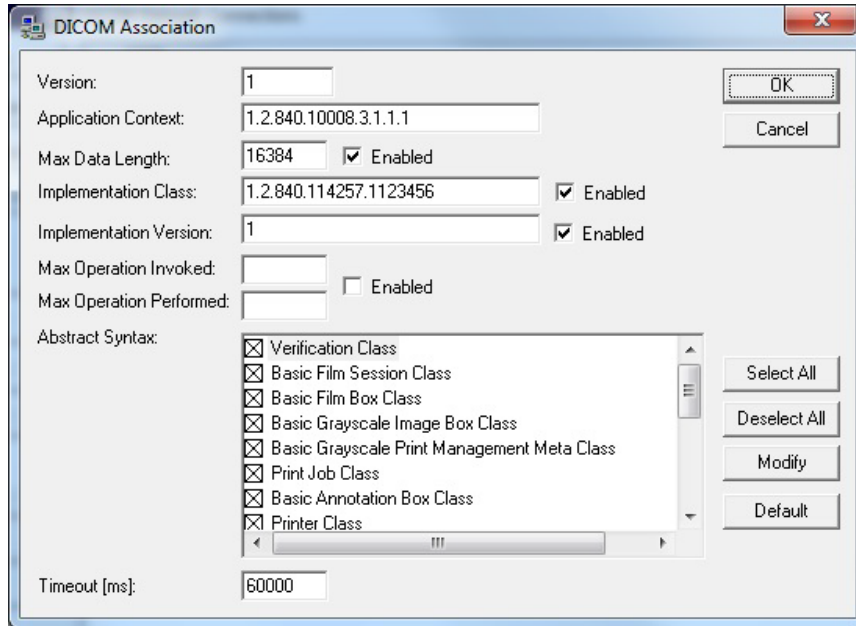 DICOM Association
Version: 1
OK
Application Context: 1.2.840.10008.3.1.1.1
Cancel
Max Data Length: 16384 Enabled
Implementation Class: 1.2.840.114257.1123456 Enabled
Implementation Version: 1 Enabled
Max Operation Invoked:
Enabled
Max Operation Performed:
Abstract Syntax:
Verification Class
Basic Film Session Class
Select All
Basic Film Box Class
Basic Grayscale Image Box Class
Deselect All
Basic Grayscale Print Management Meta Class
Modify
Print Job Class
Basic Annotation Box Class
Default
Printer Class
Timeout [ms]: 60000